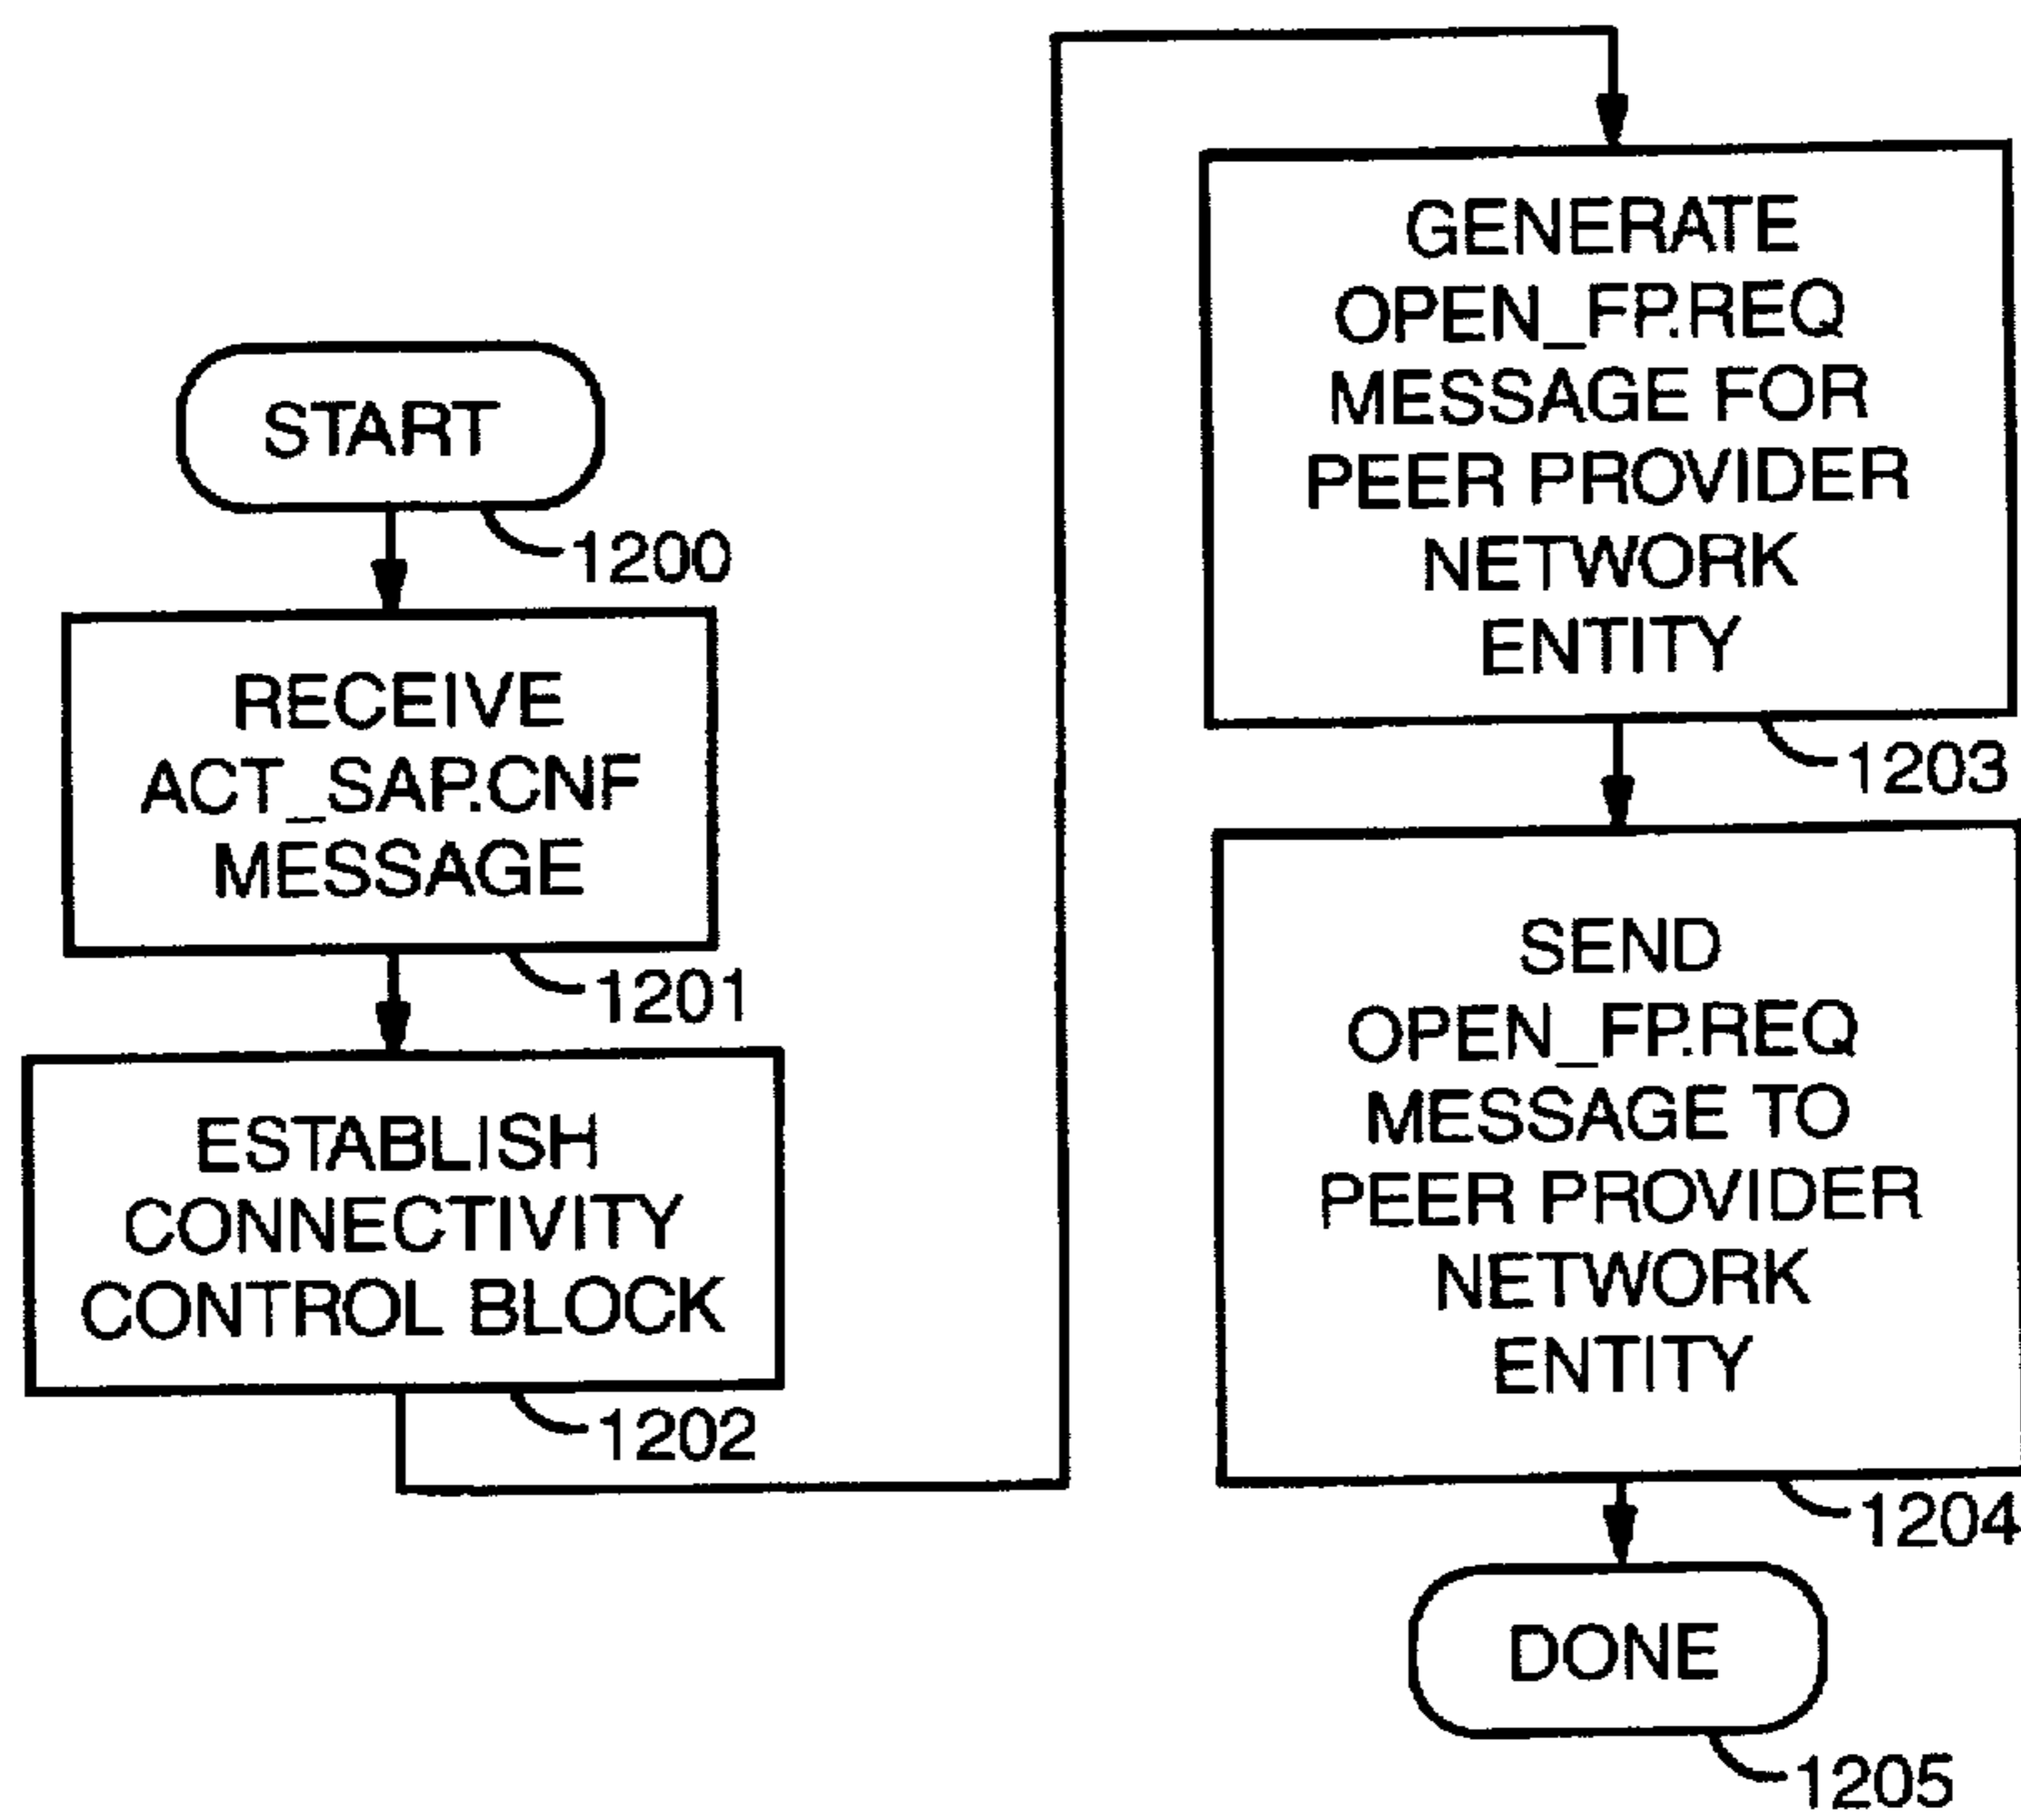 START
1200
RECEIVE
ACT_SAP.CNF
MESSAGE
1201
ESTABLISH
CONNECTIVITY
CONTROL BLOCK
1202
GENERATE
OPEN_FP.REQ
MESSAGE FOR
PEER PROVIDER
NETWORK
ENTITY
1203
SEND
OPEN_FP.REQ
MESSAGE TO
PEER PROVIDER
NETWORK
ENTITY
1204
DONE
1205